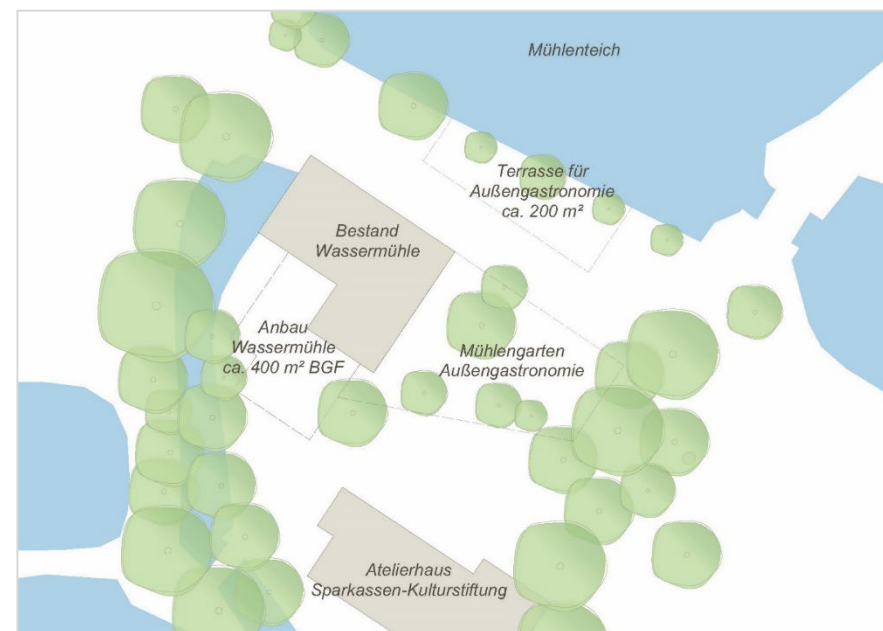 Mühlenteich
Terrasse für
Außengastronomie
ca. 200 m²
Bestand
Wassermühle
Anbau
Wassermühle
ca. 400 m² BGF
Mühlengarten
Außengastronomie
Atelierhaus
Sparkassen-Kulturstiftung